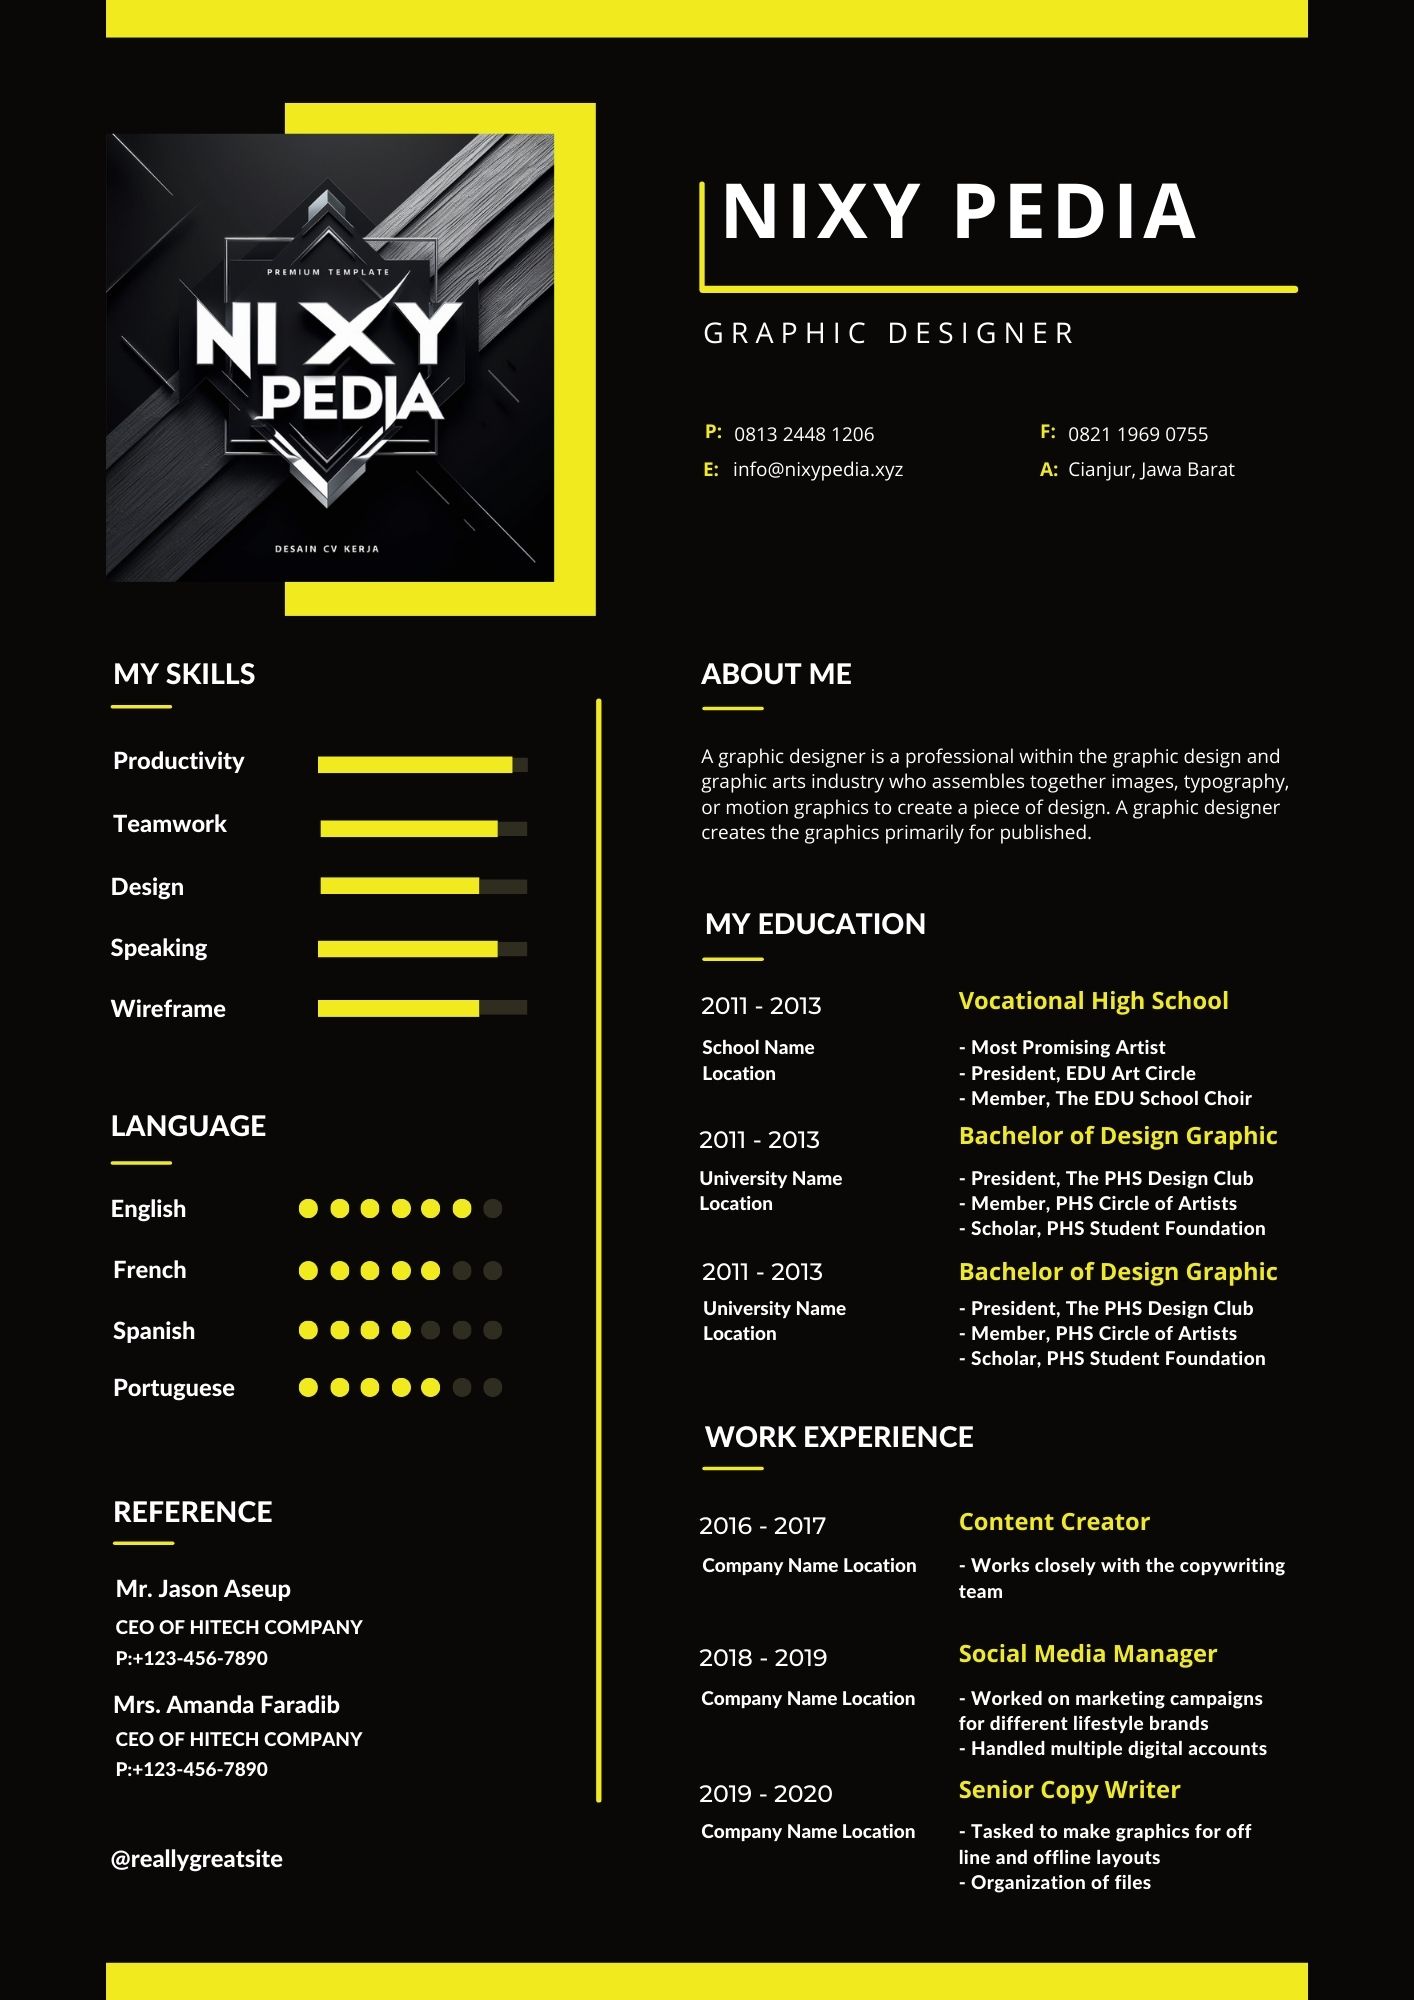 PREMIUM TEMPLATE
NIXY
PEDIA
DESAIN CV KERJA
NIXY PEDIA
GRAPHIC DESIGNER
P: 0813 2448 1206
F: 0821 1969 0755
E: info@nixypedia.xyz
A: Cianjur, Jawa Barat
MY SKILLS
Productivity
Teamwork
Design
Speaking
Wireframe
LANGUAGE
English
French
Spanish
Portuguese
REFERENCE
Mr. Jason Aseup
CEO OF HITECH COMPANY
P:+123-456-7890
Mrs. Amanda Faradib
CEO OF HITECH COMPANY
P:+123-456-7890
@reallygreatsite
ABOUT ME
A graphic designer is a professional within the graphic design and
graphic arts industry who assembles together images, typography,
or motion graphics to create a piece of design. A graphic designer
creates the graphics primarily for published.
MY EDUCATION
2011 - 2013
School Name
Location
Vocational High School
- Most Promising Artist
- President, EDU Art Circle
- Member, The EDU School Choir
2011 - 2013
University Name
Location
Bachelor of Design Graphic
- President, The PHS Design Club
- Member, PHS Circle of Artists
- Scholar, PHS Student Foundation
2011 - 2013
University Name
Location
Bachelor of Design Graphic
- President, The PHS Design Club
- Member, PHS Circle of Artists
- Scholar, PHS Student Foundation
WORK EXPERIENCE
2016 - 2017
Company Name Location
Content Creator
- Works closely with the copywriting
team
2018 - 2019
Company Name Location
Social Media Manager
- Worked on marketing campaigns
for different lifestyle brands
- Handled multiple digital accounts
2019 - 2020
Company Name Location
Senior Copy Writer
- Tasked to make graphics for off
line and offline layouts
- Organization of files